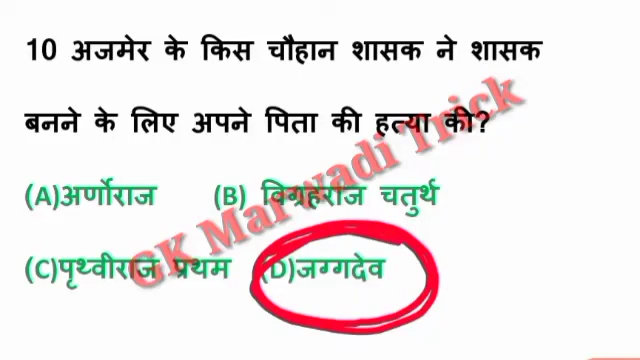 10 अजमेर के किस चौहान शासक ने शासक
बनने के लिए अपने पिता की हत्या की?
(A)अर्णोराज (B) विग्रहराज चतुर्थ
(C)पृथ्वीराज प्रथम (D)जग्गदेव
GK Marwadi Trick